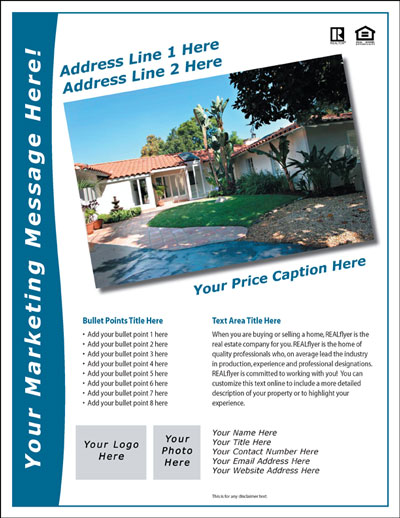 Your Marketing Message Here!
Address Line 1 Here
Address Line 2 Here
Your Price Caption Here
Bullet Points Title Here
• Add your bullet point 1 here
• Add your bullet point 2 here
• Add your bullet point 3 here
• Add your bullet point 4 here
• Add your bullet point 5 here
• Add your bullet point 6 here
• Add your bullet point 7 here
• Add your bullet point 8 here
Text Area Title Here
When you are buying or selling a home, REALflyer is the
real estate company for you. REALflyer is the home of
quality professionals who, on average lead the industry
in production, experience and professional designations.
REALflyer is committed to working with you! You can
customize this text online to include a more detailed
description of your property or to highlight your
experience.
Your Logo
Here
Your
Photo
Here
Your Name Here
Your Title Here
Your Contact Number Here
Your Email Address Here
Your Website Address Here
This is for any disclaimer text